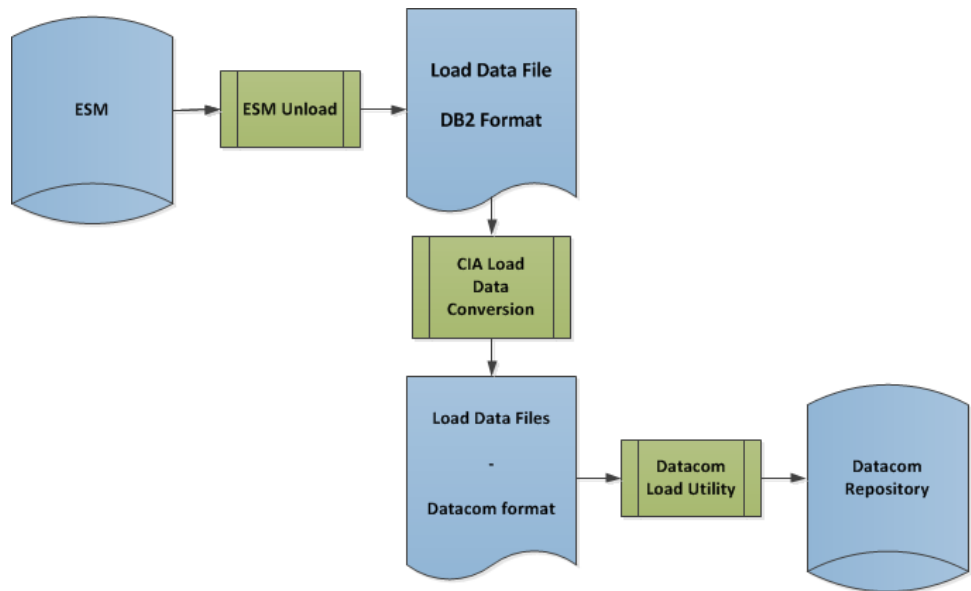 ESM
ESM Unload
Load Data File
DB2 Format
CIA Load
Data
Conversion
Load Data Files
-
Datacom format
Datacom
Load Utility
Datacom
Repository